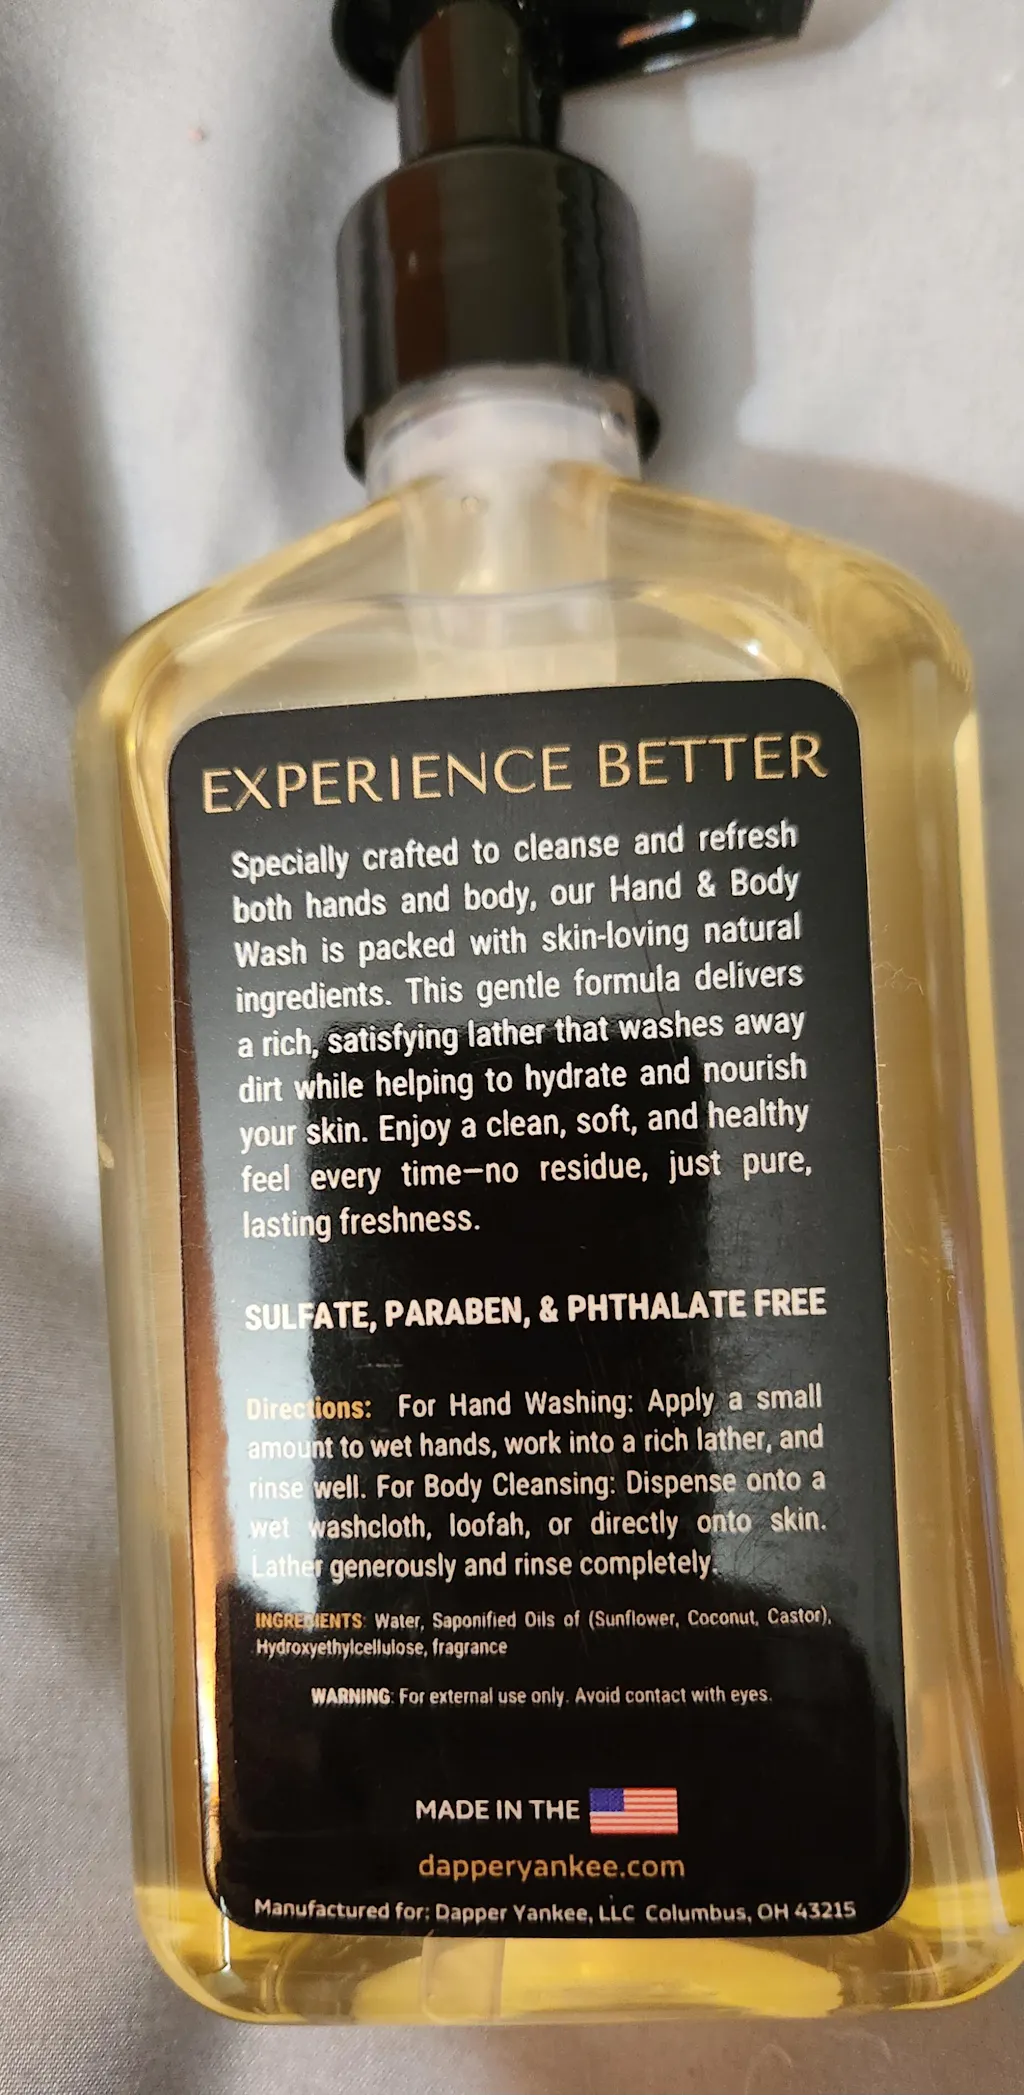 EXPERIENCE BETTER
Specially crafted to cleanse and refresh
both hands and body, our Hand & Body
Wash is packed with skin-loving natural
ingredients. This gentle formula delivers
a rich, satisfying lather that washes away
dirt while helping to hydrate and nourish
your skin. Enjoy a clean, soft, and healthy
feel every time—no residue, just pure,
lasting freshness.
SULFATE, PARABEN, & PHTHALATE FREE
Directions: For Hand Washing: Apply a small
amount to wet hands, work into a rich lather, and
rinse well. For Body Cleansing: Dispense onto a
wet washcloth, loofah, or directly onto skin.
Lather generously and rinse completely.
INGREDIENTS: Water, Saponified Oils of (Sunflower, Coconut, Castor),
Hydroxyethylcellulose, fragrance
WARNING: For external use only. Avoid contact with eyes.
MADE IN THE
dapperyankee.com
Manufactured for: Dapper Yankee, LLC Columbus, OH 43215